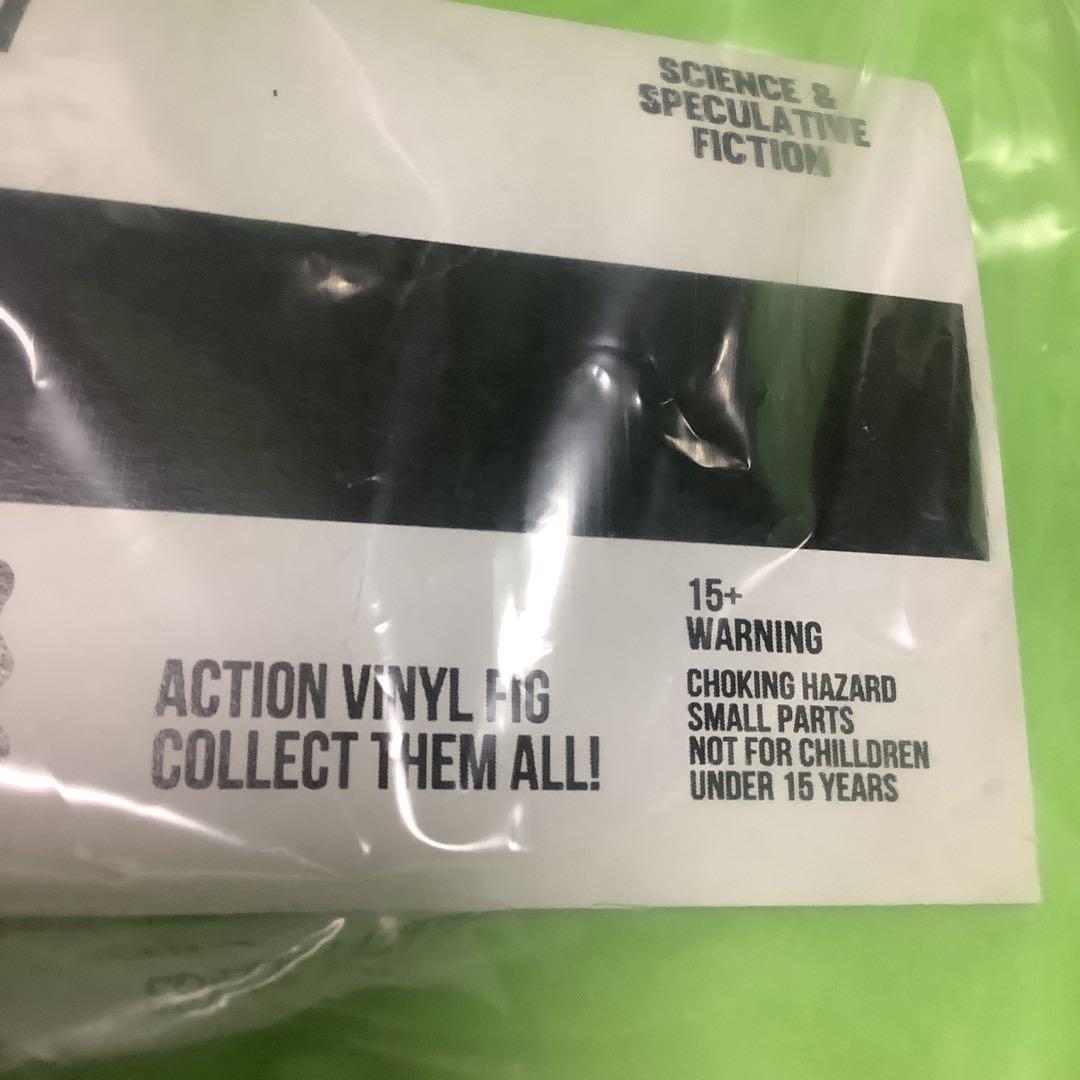 SCIENCE &
SPECULATIVE
FICTION
ACTION VINYL FIG
COLLECT THEM ALL!
15+
WARNING
CHOKING HAZARD
SMALL PARTS
NOT FOR CHILLDREN
UNDER 15 YEARS